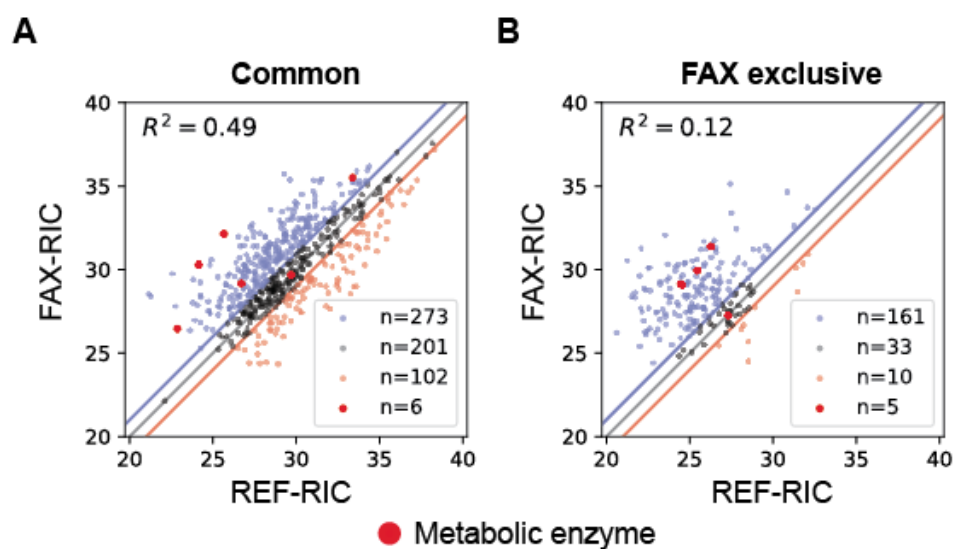 A
B
Common
FAX exclusive
R² = 0.49
R² = 0.12
40
35
30
25
20
FAX-RIC
n=273
n=201
n=102
n=6
20
25
30
35
40
REF-RIC
40
35
30
25
20
FAX-RIC
n=161
n=33
n=10
n=5
20
25
30
35
40
REF-RIC
Metabolic enzyme